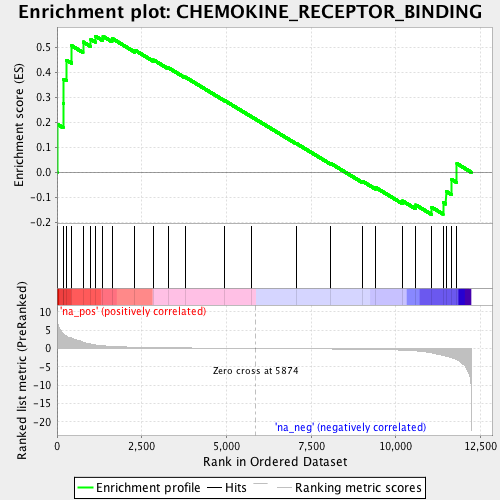 Enrichment plot: CHEMOKINE_RECEPTOR_BINDING
Enrichment score (ES)
0.5
0.4
0.3
0.2
0.1
0.0
-0.1
-0.2
'na_pos' (positively correlated)
Ranked list metric (PreRanked)
10
5
0
-5
-10
-15
-20
Zero cross at 5874
'na_neg' (negatively correlated)
0
2,500
5,000
7,500
10,000
12,500
Rank in Ordered Dataset
Enrichment profile
Hits
Ranking metric scores